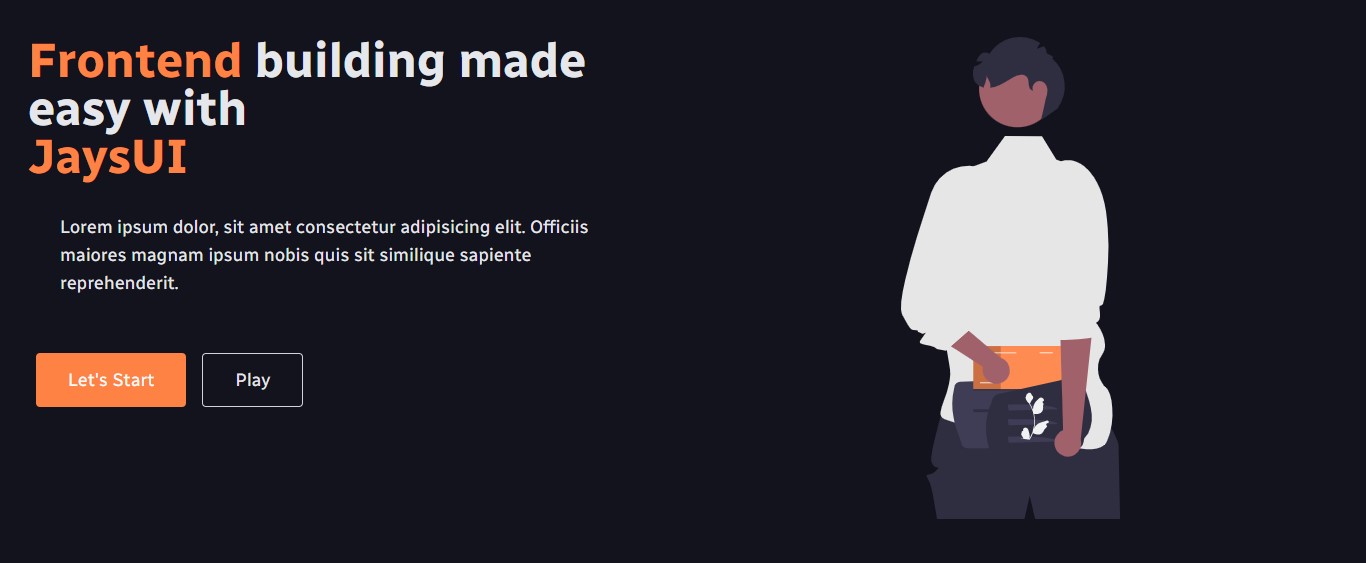 Frontend building made
easy with
JaysUI
Lorem ipsum dolor, sit amet consectetur adipisicing elit. Officiis
maiores magnam ipsum nobis quis sit similique sapiente
reprehenderit.
Let's Start
Play